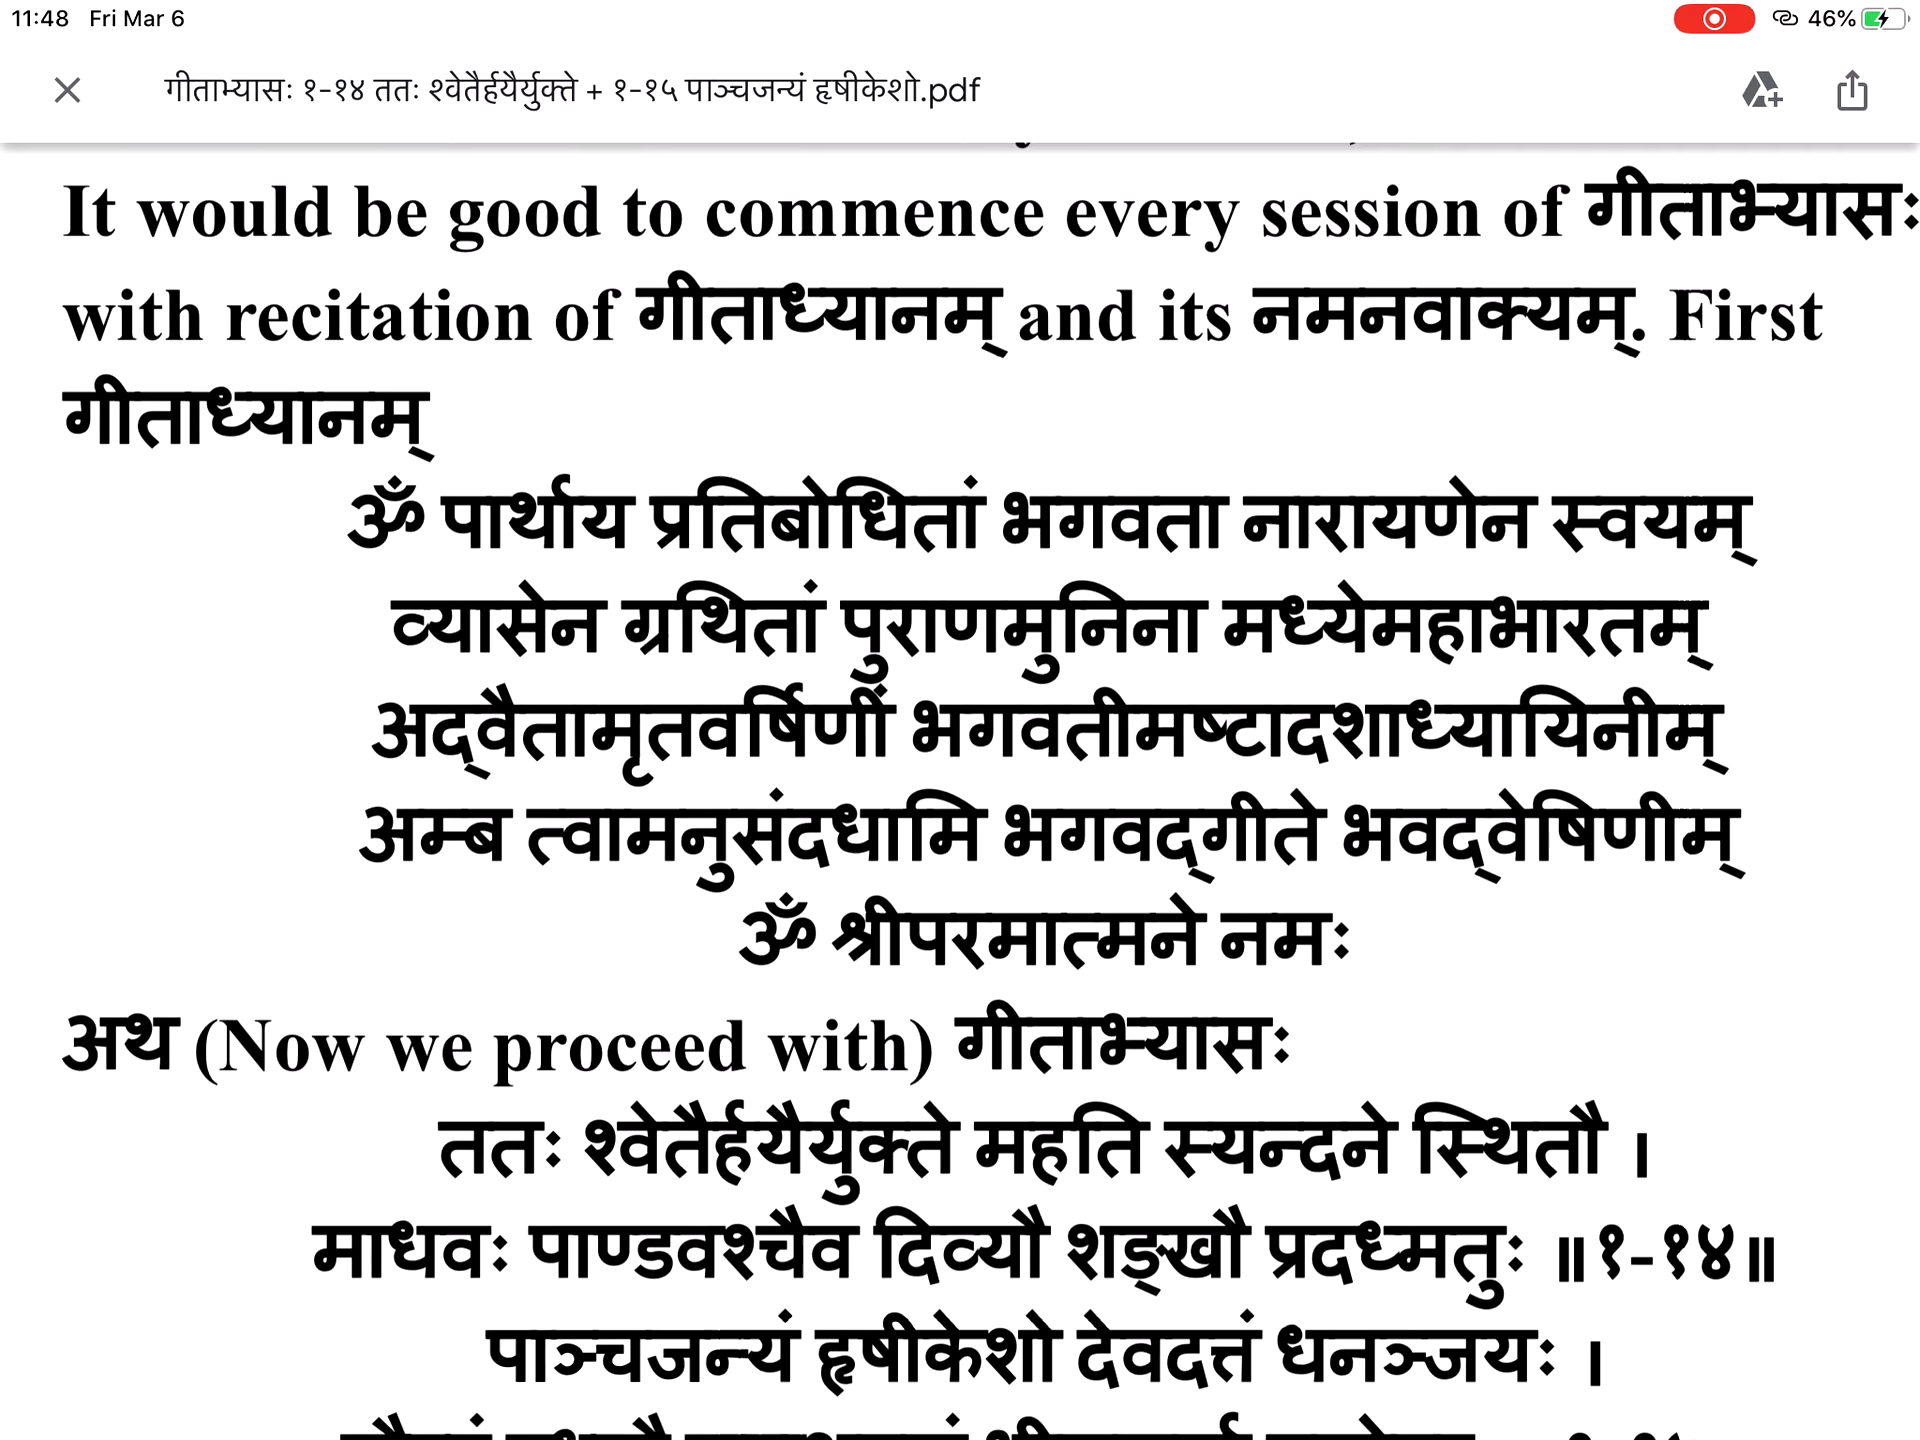 11:48 Fri Mar 6 46%
गीताभ्यासः १-१४ ततः श्वेतैर्हयैर्युक्ते + १-१५ पाञ्चजन्यं हृषीकेशो.pdf
It would be good to commence every session of गीताभ्यासः
with recitation of गीताध्यानम् and its नमनवाक्यम्. First
गीताध्यानम्
ॐ पार्थाय प्रतिबोधितां भगवता नारायणेन स्वयम्
व्यासेन ग्रथितां पुराणमुनिना मध्येमहाभारतम्
अद्वैतामृतवर्षिणीं भगवतीमष्टादशाध्यायिनीम्
अम्ब त्वामनुसंदधामि भगवद्गीते भवद्वेषिणीम्
ॐ श्रीपरमात्मने नमः
अथ (Now we proceed with) गीताभ्यासः
ततः श्वेतैर्हयैर्युक्ते महति स्यन्दने स्थितौ ।
माधवः पाण्डवश्चैव दिव्यौ शङ्खौ प्रदध्मतुः ॥१-१४॥
पाञ्चजन्यं हृषीकेशो देवदत्तं धनञ्जयः ।